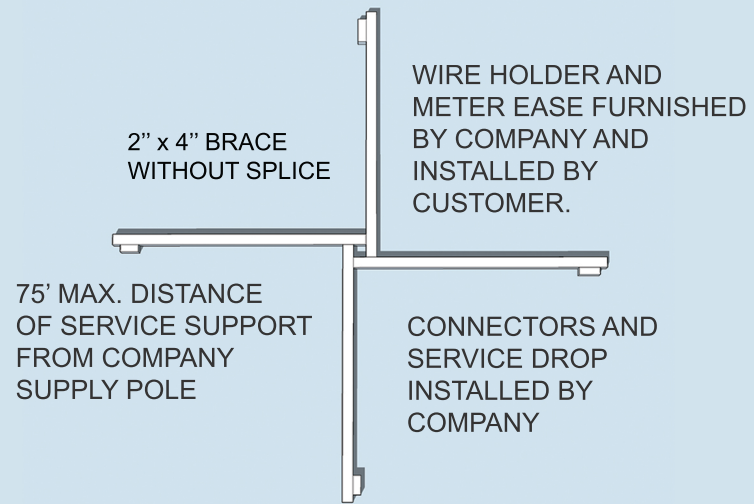 WIRE HOLDER AND
METER EASE FURNISHED
BY COMPANY AND
INSTALLED BY
CUSTOMER.
2’’ x 4’’ BRACE
WITHOUT SPLICE
75’ MAX. DISTANCE
OF SERVICE SUPPORT
FROM COMPANY
SUPPLY POLE
CONNECTORS AND
SERVICE DROP
INSTALLED BY
COMPANY